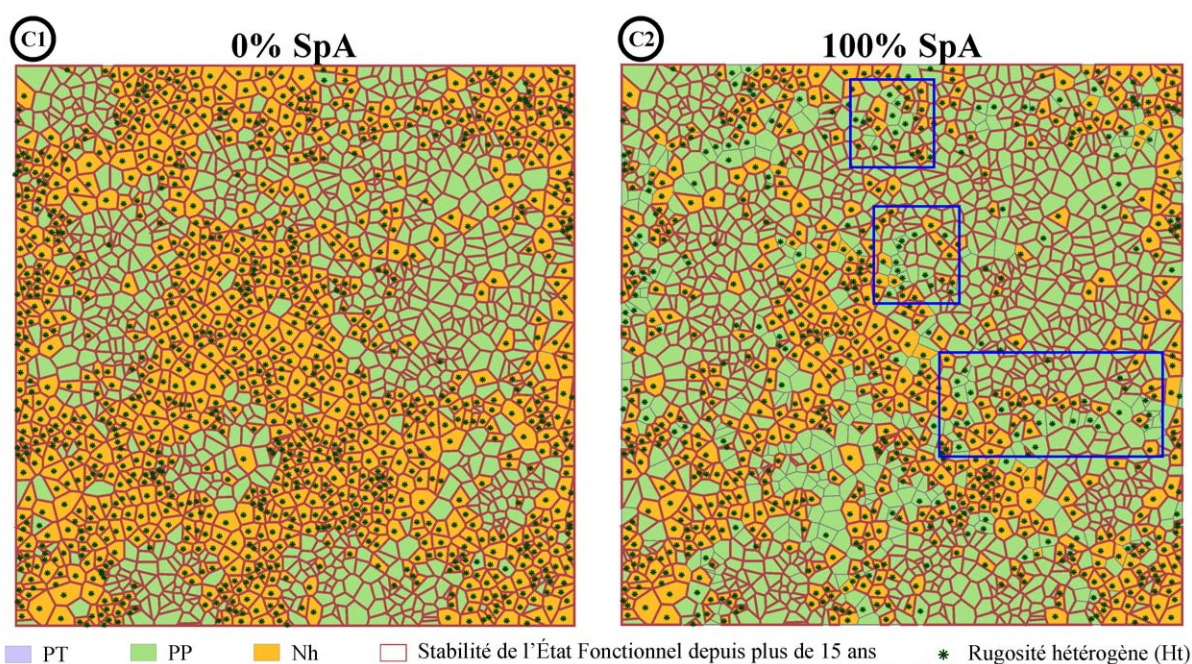 C1 0% SpA C2 100% SpA
PT PP Nh Stabilité de l'État Fonctionnel depuis plus de 15 ans Rugosité hétérogène (Ht)